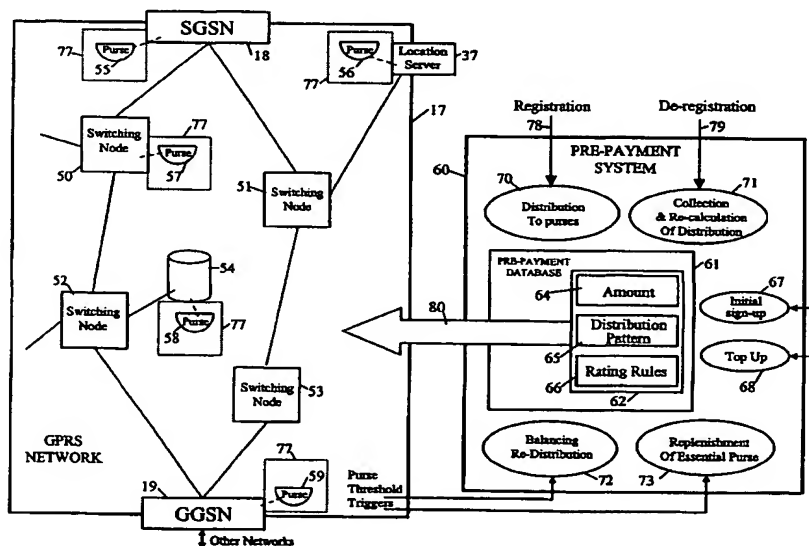 SGSN
18
77
Purse
55
77
Purse
56
Location
Server
37
17
Switching
Node
50
77
Purse
57
51
Switching
Node
52
Switching
Node
54
Purse
58
77
Switching
Node
53
GPRS
NETWORK
77
Purse
59
19
GGSN
Other Networks
Purse
Threshold
Triggers
80
Registration
78
De-registration
79
60
PRE-PAYMENT
SYSTEM
70
Distribution
To purses
71
Collection
& Re-calculation
Of Distribution
61
PRE-PAYMENT
DATABASE
64
Amount
65
Distribution
Pattern
66
Rating Rules
62
67
Initial
sign-up
Top Up
68
Balancing
Re-Distribution
72
Replenishment
Of Essential Purse
73